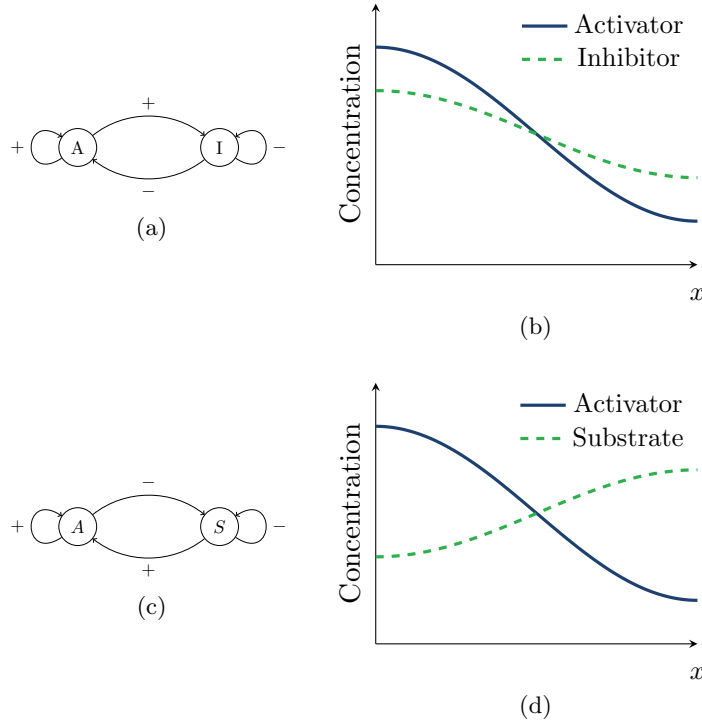 +
A
+
−
I
−
(a)
Concentration
Activator
Inhibitor
x
(b)
+
A
−
+
S
−
(c)
Concentration
Activator
Substrate
x
(d)